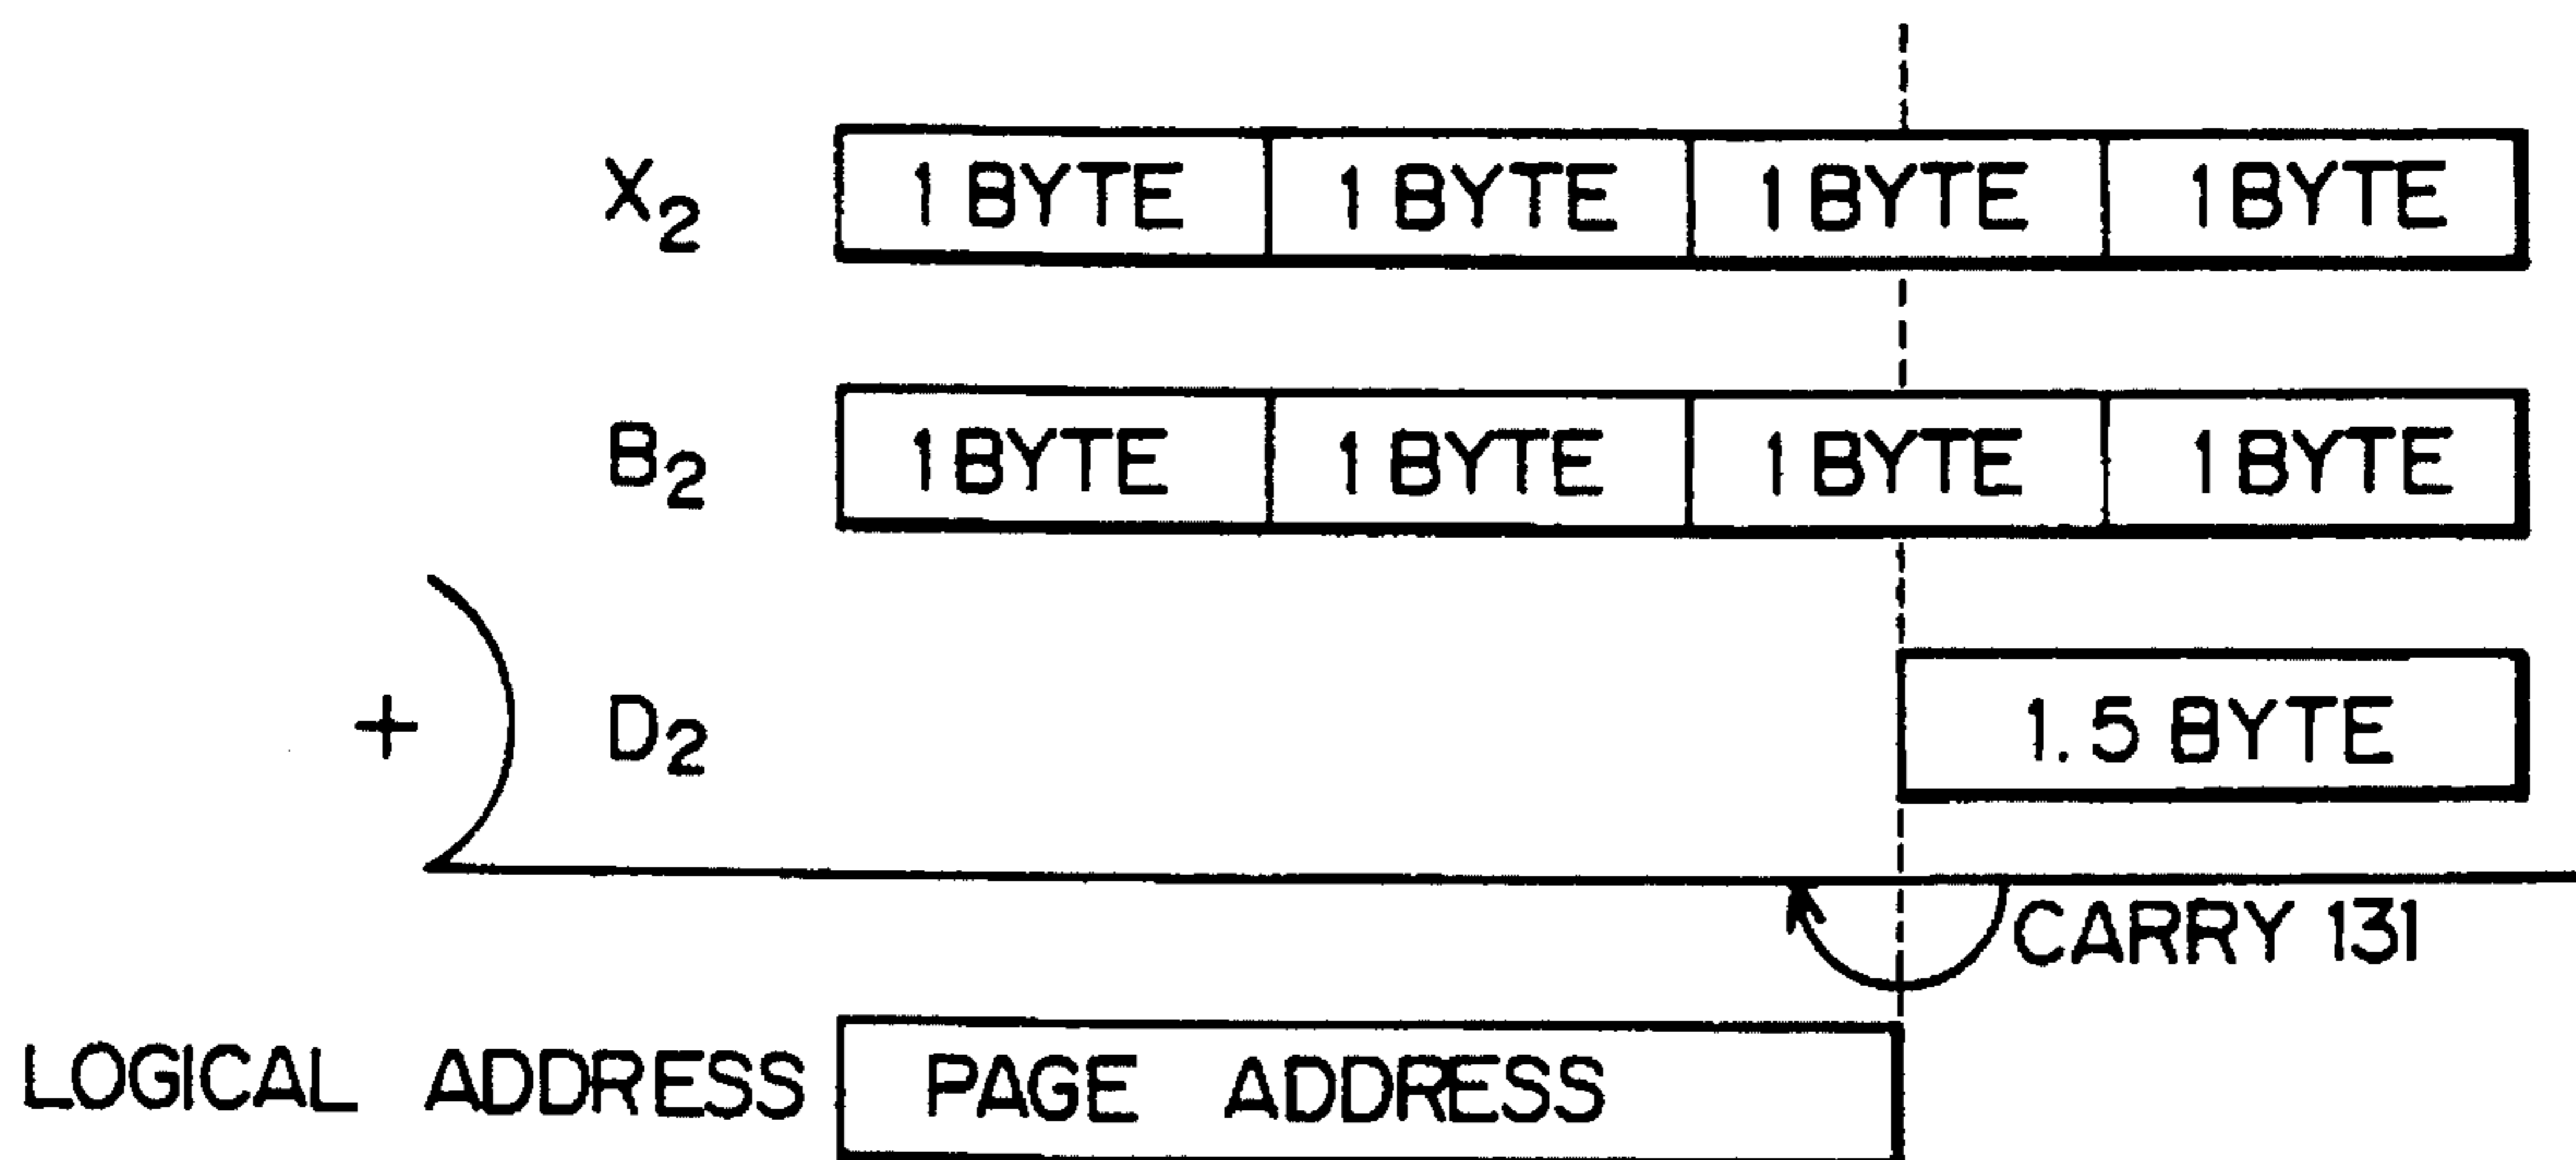 X₂ 1 BYTE 1 BYTE 1 BYTE 1 BYTE
B₂ 1 BYTE 1 BYTE 1 BYTE 1 BYTE
+ D₂ 1.5 BYTE
CARRY 131
LOGICAL ADDRESS PAGE ADDRESS